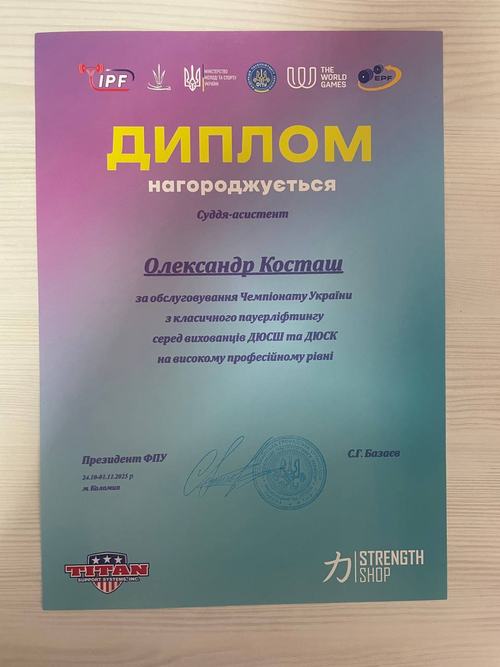 IPF
МІНІСТЕРСТВО
МОЛОДІ ТА СПОРТУ
УКРАЇНИ
ФПУ
THE
WORLD
GAMES
EPF
ДИПЛОМ
нагороджується
Суддя-асистент
Олександр Косташ
за обслуговування Чемпіонату України
з класичного пауерліфтингу
серед вихованців ДЮСШ та ДЮСК
на високому професійному рівні
Президент ФПУ
С.Г. Базаєв
24.10-01.11.2025 р
м. Коломия
TITAN
SUPPORT SYSTEMS, INC.
力 STRENGTH
SHOP